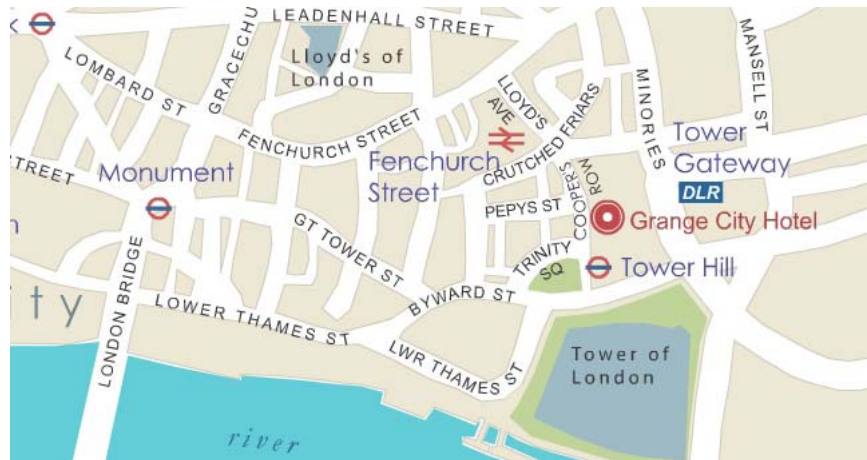 LEADENHALL STREET
k
LOMBARD ST
GRACECHU
Lloyd's of
London
MANSELL ST
MINORIES
LLOYD'S
AVE
FENCHURCH STREET
CRUTCHED FRIARS
Tower
Gateway
DLR
Fenchurch
Street
TREET
Monument
COOPER'S
ROW
PEPYS ST
Grange City Hotel
GT TOWER ST
TRINITY
SQ
Tower Hill
ity
LONDON BRIDGE
LOWER THAMES ST
BYWARD ST
LWR THAMES ST
Tower of
London
river